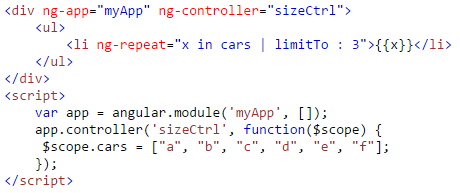 <div ng-app="myApp" ng-controller="sizeCtrl">
    <ul>
        <li ng-repeat="x in cars | limitTo : 3">{{x}}</li>
    </ul>
</div>
<script>
    var app = angular.module('myApp', []);
    app.controller('sizeCtrl', function($scope) {
     $scope.cars = ["a", "b", "c", "d", "e", "f"];
    });
</script>